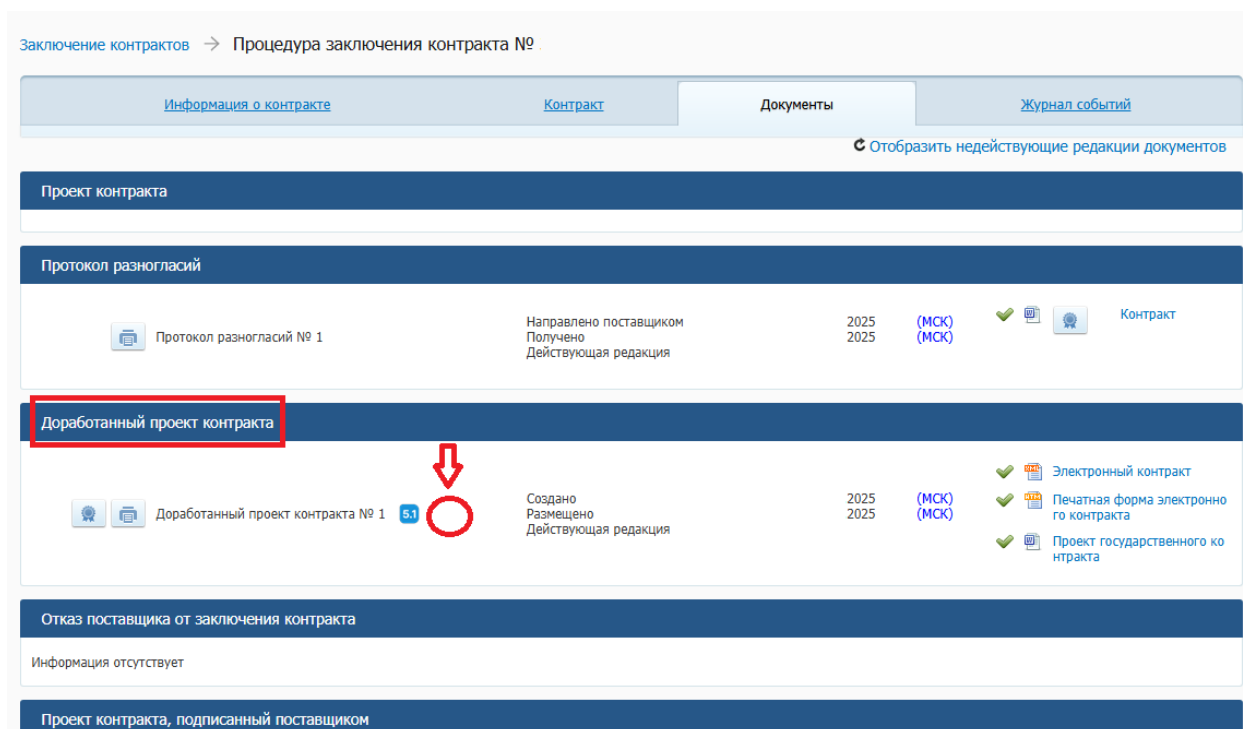 Заключение контрактов → Процедура заключения контракта №
Информация о контракте Контракт Документы Журнал событий
Отобразить недействующие редакции документов
Проект контракта
Протокол разногласий
Протокол разногласий № 1
Направлено поставщиком 2025 (МСК)
Получено 2025 (МСК)
Действующая редакция
Контракт
Доработанный проект контракта
Доработанный проект контракта № 1 5.1
Создано 2025 (МСК)
Размещено 2025 (МСК)
Действующая редакция
Электронный контракт
Печатная форма электронно
го контракта
Проект государственного ко
нтракта
Отказ поставщика от заключения контракта
Информация отсутствует
Проект контракта, подписанный поставщиком